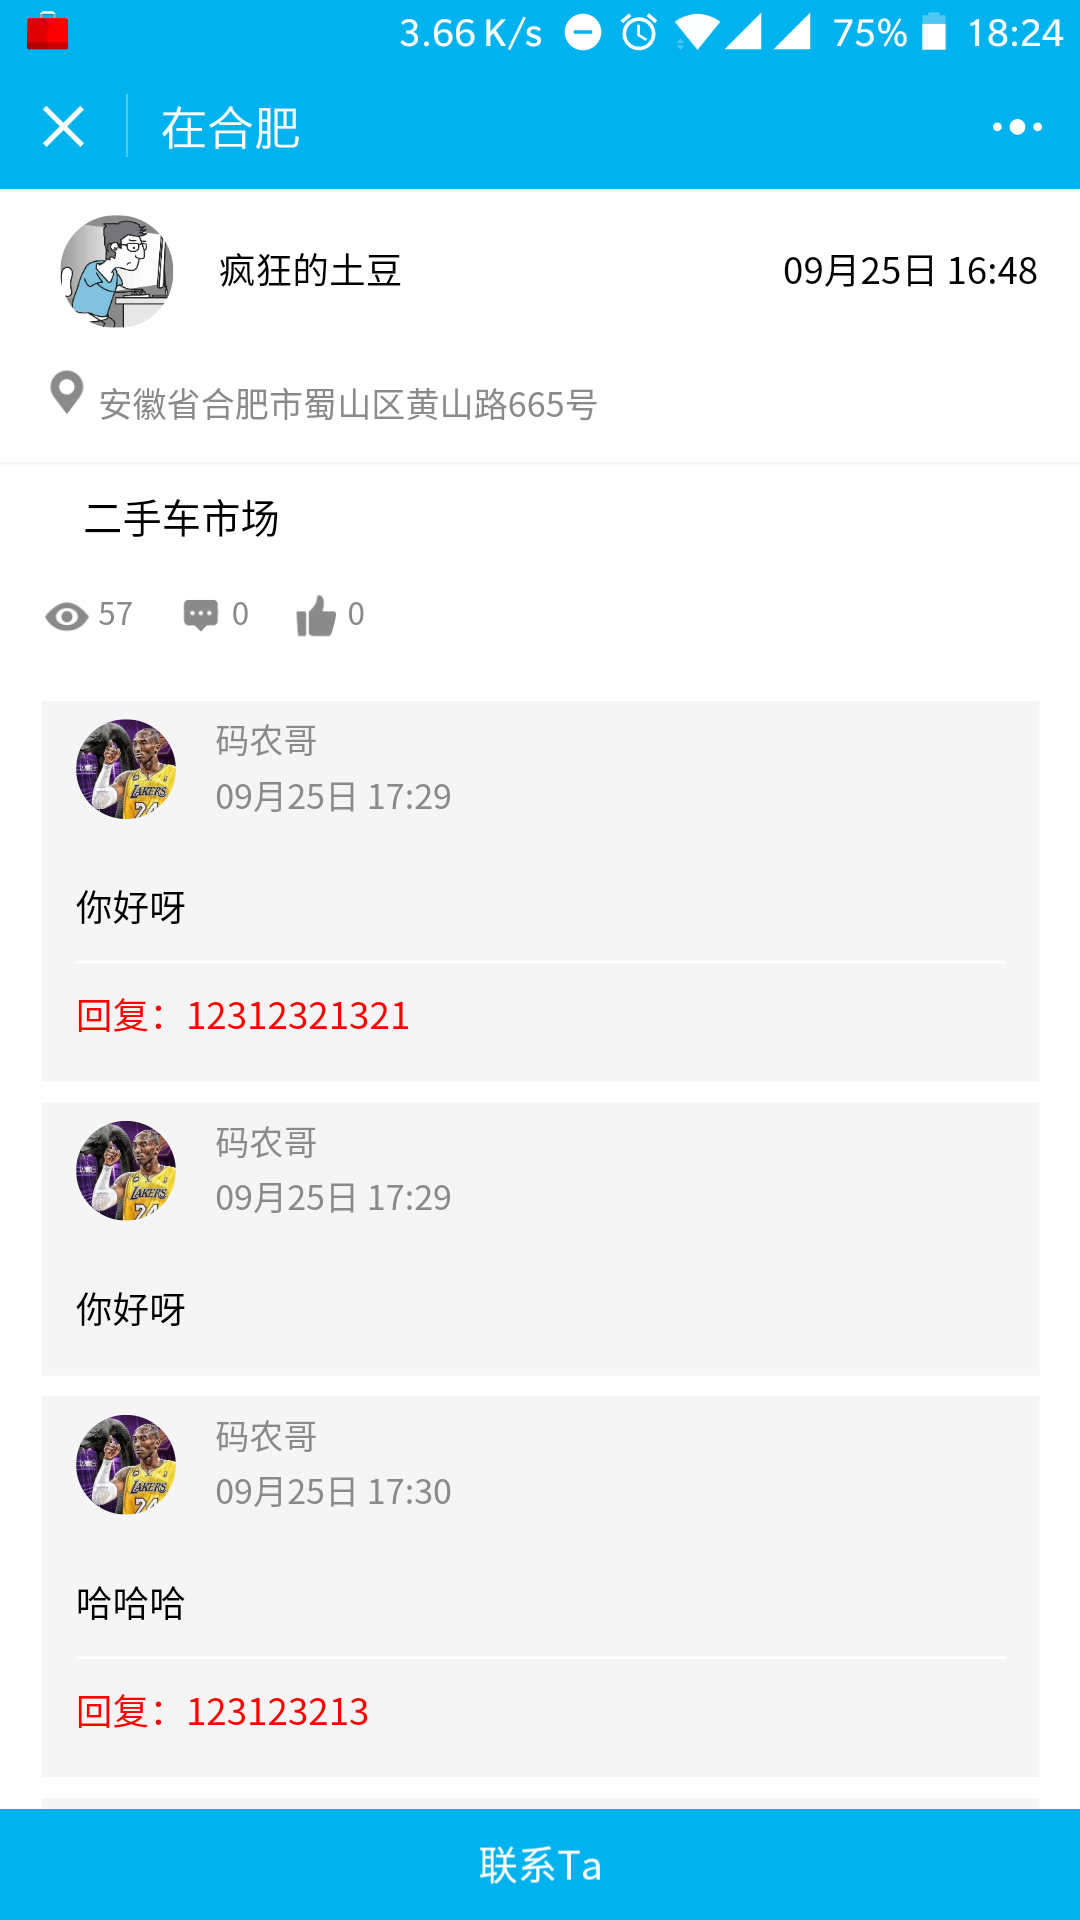 3.66 K/s 75% 18:24
在合肥
疯狂的土豆 09月25日 16:48
安徽省合肥市蜀山区黄山路665号
二手车市场
57 0 0
码农哥
09月25日 17:29
你好呀
回复：12312321321
码农哥
09月25日 17:29
你好呀
码农哥
09月25日 17:30
哈哈哈
回复：123123213
联系Ta